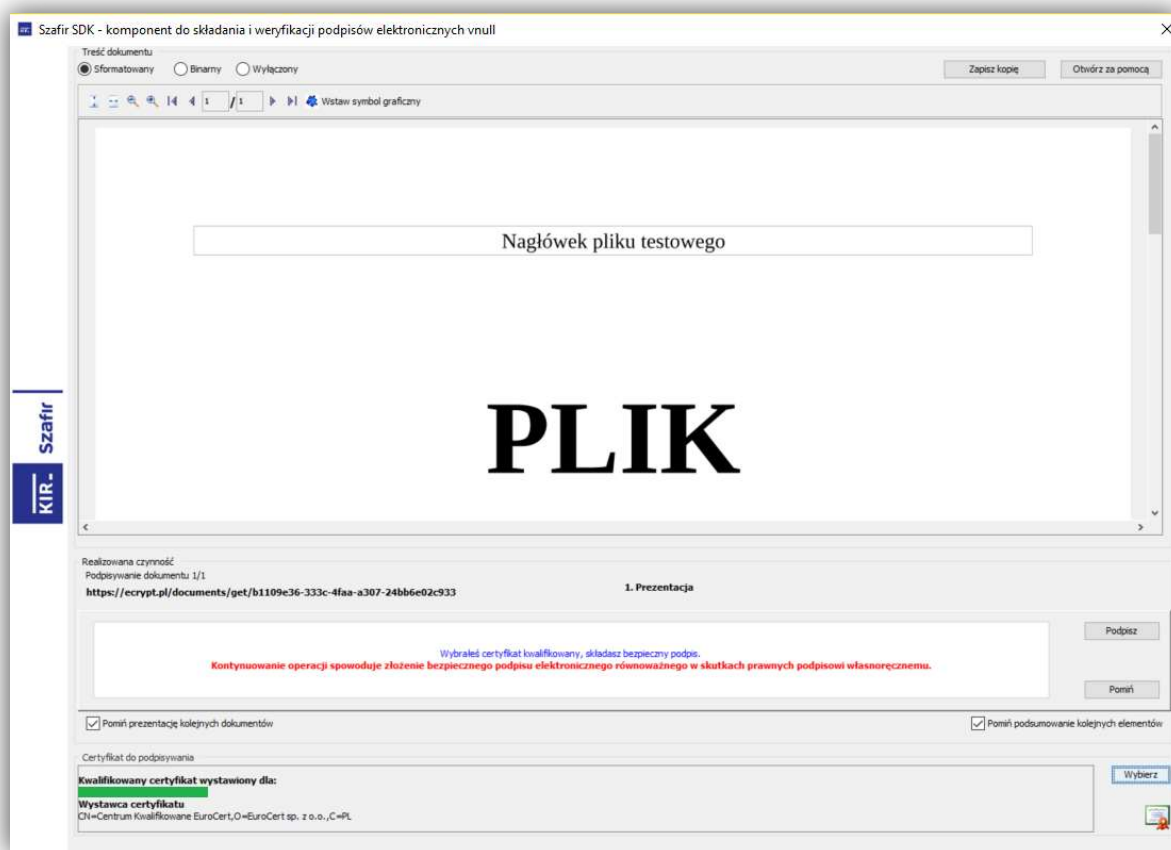 Szafir SDK - komponent do składania i weryfikacji podpisów elektronicznych vnull
Treść dokumentu
Sformatowany Binarny Wyłączony Zapisz kopię Otwórz za pomocą
1 / 1 Wstaw symbol graficzny
Nagłówek pliku testowego
PLIK
KIR. Szafir
Realizowana czynność
Podpisywanie dokumentu 1/1
https://ecrypt.pl/documents/get/b1109e36-333c-4faa-a307-24bb6e02c933 1. Prezentacja
Podpisz
Wybrałeś certyfikat kwalifikowany, składasz bezpieczny podpis.
Kontynuowanie operacji spowoduje złożenie bezpiecznego podpisu elektronicznego równoważnego w skutkach prawnych podpisowi własnoręcznemu.
Pomiń
Pomiń prezentację kolejnych dokumentów Pomiń podsumowanie kolejnych elementów
Certyfikat do podpisywania
Kwalifikowany certyfikat wystawiony dla: Wybierz
Wystawca certyfikatu
CN=Centrum Kwalifikowane EuroCert,O=EuroCert sp. z o.o.,C=PL